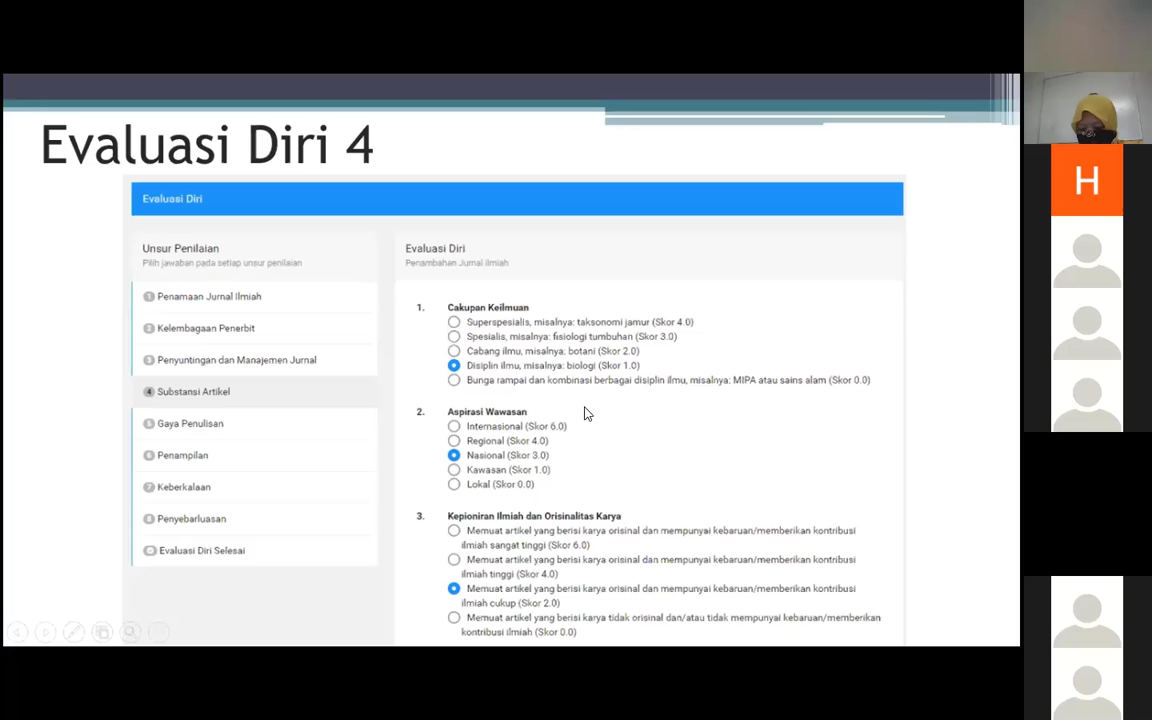 Evaluasi Diri 4
Evaluasi Diri
Unsur Penilaian
Pilih jawaban pada setiap unsur penilaian
1 Penamaan Jurnal Ilmiah
2 Kelembagaan Penerbit
3 Penyuntingan dan Manajemen Jurnal
4 Substansi Artikel
5 Gaya Penulisan
6 Penampilan
7 Keberkalaan
8 Penyebarluasan
Evaluasi Diri Selesai
Evaluasi Diri
Penambahan Jurnal Ilmiah
1. Cakupan Keilmuan
Superspesialis, misalnya: taksonomi jamur (Skor 4.0)
Spesialis, misalnya: fisiologi tumbuhan (Skor 3.0)
Cabang ilmu, misalnya: botani (Skor 2.0)
Disiplin ilmu, misalnya: biologi (Skor 1.0)
Bunga rampai dan kombinasi berbagai disiplin ilmu, misalnya: MIPA atau sains alam (Skor 0.0)
2. Aspirasi Wawasan
Internasional (Skor 6.0)
Regional (Skor 4.0)
Nasional (Skor 3.0)
Kawasan (Skor 1.0)
Lokal (Skor 0.0)
3. Kepioniran Ilmiah dan Orisinalitas Karya
Memuat artikel yang berisi karya orisinal dan mempunyai kebaruan/memberikan kontribusi
ilmiah sangat tinggi (Skor 6.0)
Memuat artikel yang berisi karya orisinal dan mempunyai kebaruan/memberikan kontribusi
ilmiah tinggi (Skor 4.0)
Memuat artikel yang berisi karya orisinal dan mempunyai kebaruan/memberikan kontribusi
ilmiah cukup (Skor 2.0)
Memuat artikel yang berisi karya tidak orisinal dan/atau tidak mempunyai kebaruan/memberikan
kontribusi ilmiah (Skor 0.0)
H